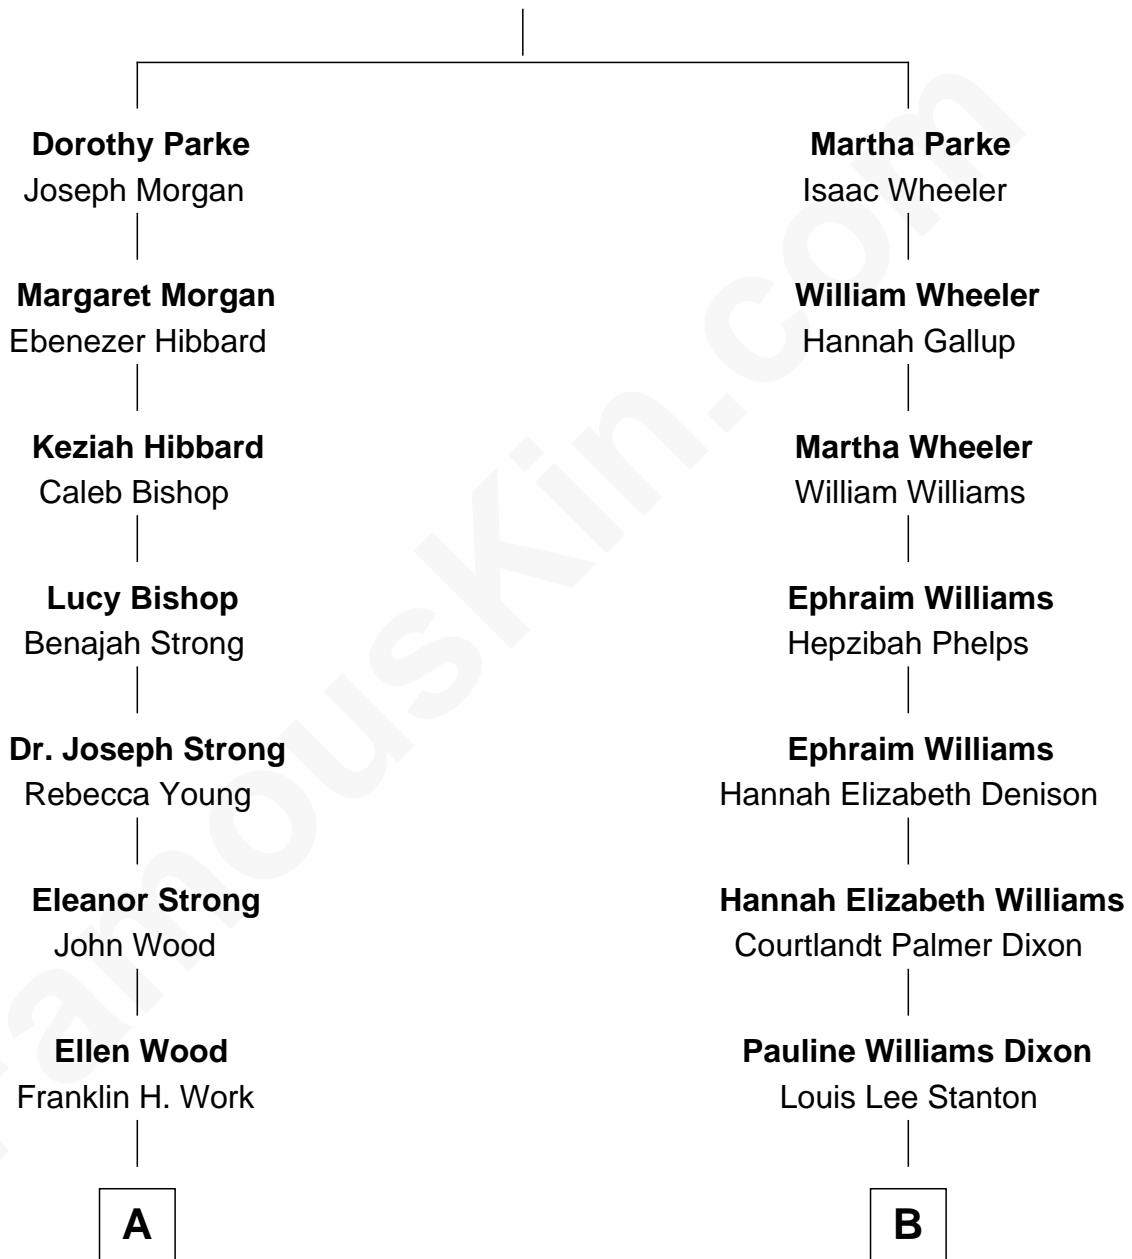 Dorothy Parke
Joseph Morgan
Margaret Morgan
Ebenezer Hibbard
Keziah Hibbard
Caleb Bishop
Lucy Bishop
Benajah Strong
Dr. Joseph Strong
Rebecca Young
Eleanor Strong
John Wood
Ellen Wood
Franklin H. Work
A
Martha Parke
Isaac Wheeler
William Wheeler
Hannah Gallup
Martha Wheeler
William Williams
Ephraim Williams
Hepzibah Phelps
Ephraim Williams
Hannah Elizabeth Denison
Hannah Elizabeth Williams
Courtlandt Palmer Dixon
Pauline Williams Dixon
Louis Lee Stanton
B
FamousKin.com